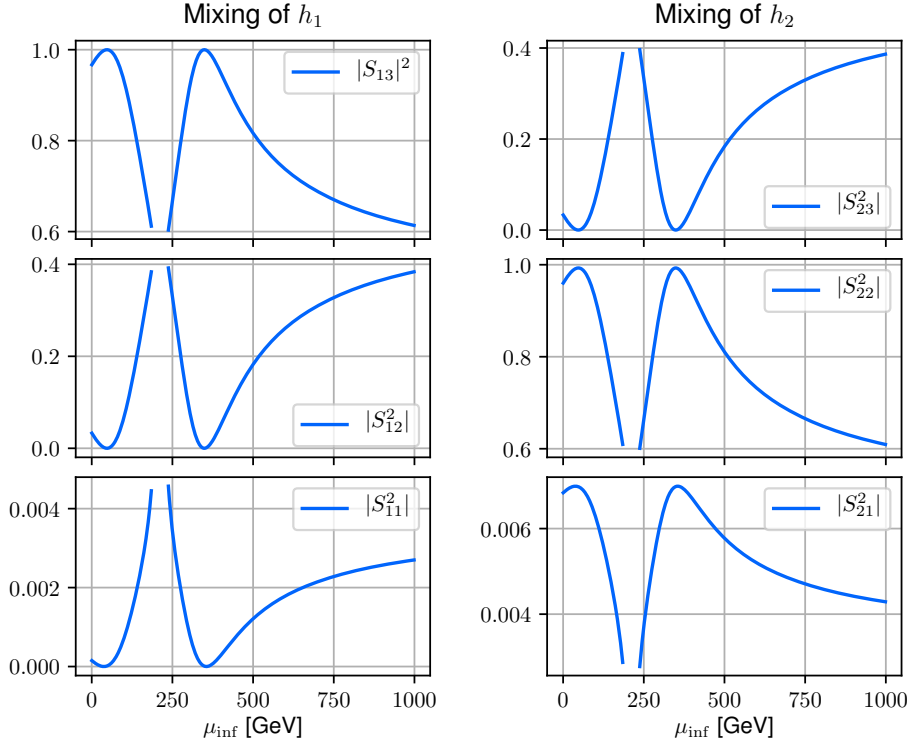 Mixing of h₁
Mixing of h₂
1.0
0.8
0.6
|S₁₃|²
0.4
0.2
0.0
|S²₂₃|
0.4
0.2
0.0
|S²₁₂|
1.0
0.8
0.6
|S²₂₂|
0.004
0.002
0.000
|S²₁₁|
0 250 500 750 1000
μ_inf [GeV]
0.006
0.004
|S²₂₁|
0 250 500 750 1000
μ_inf [GeV]